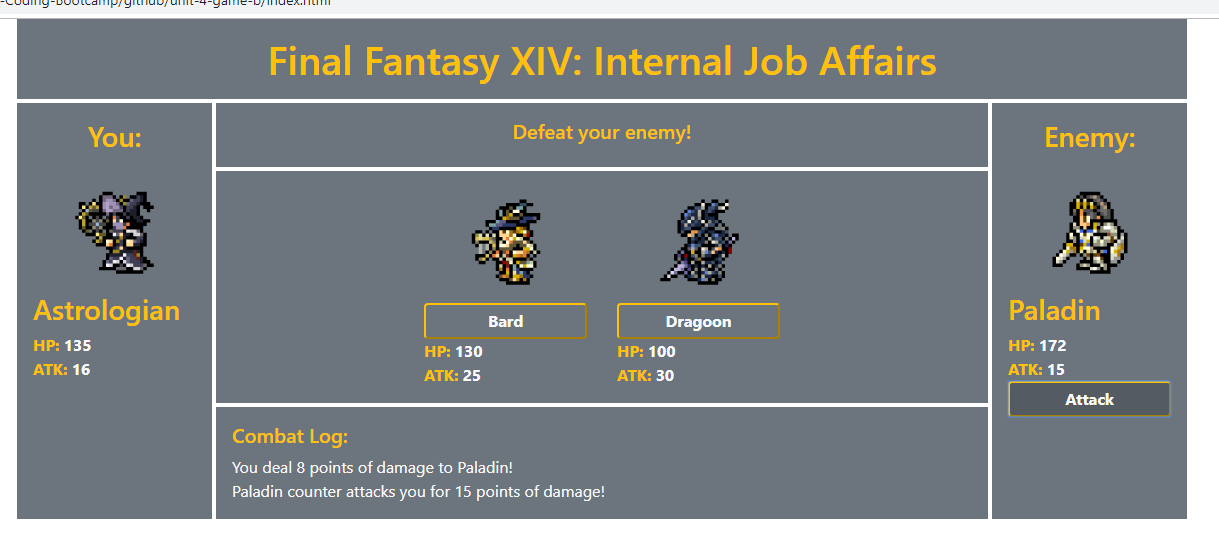 -Coding-Bootcamp/github/unit-4-game-b/index.html
Final Fantasy XIV: Internal Job Affairs
You:
Defeat your enemy!
Enemy:
Astrologian
HP: 135
ATK: 16
Bard
HP: 130
ATK: 25
Dragoon
HP: 100
ATK: 30
Paladin
HP: 172
ATK: 15
Attack
Combat Log:
You deal 8 points of damage to Paladin!
Paladin counter attacks you for 15 points of damage!